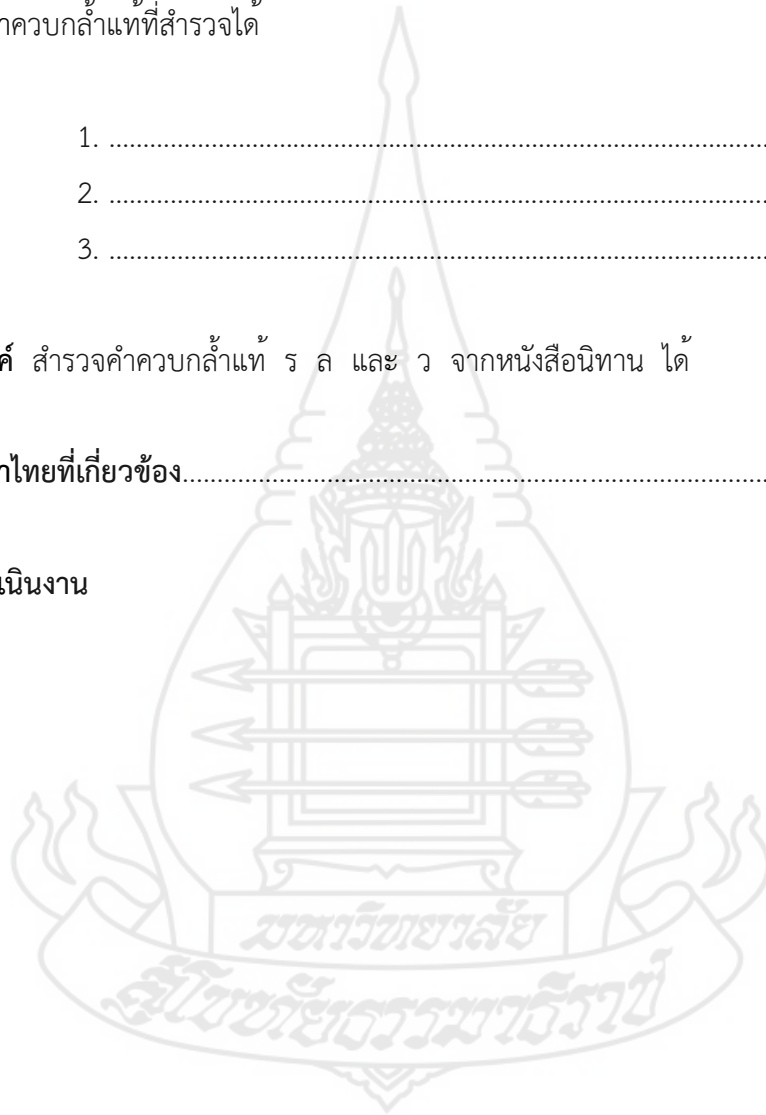 าควบกล้ำแท้ที่สำรวจได้
1. ........................................................................................................
2. ........................................................................................................
3. ........................................................................................................
ค์ สำรวจคำควบกล้ำแท้ ร ล และ ว จากหนังสือนิทาน ได้
าไทยที่เกี่ยวข้อง............................................................................................
เนินงาน
มหาวิทยาลัย
สุโขทัยธรรมาธิราช